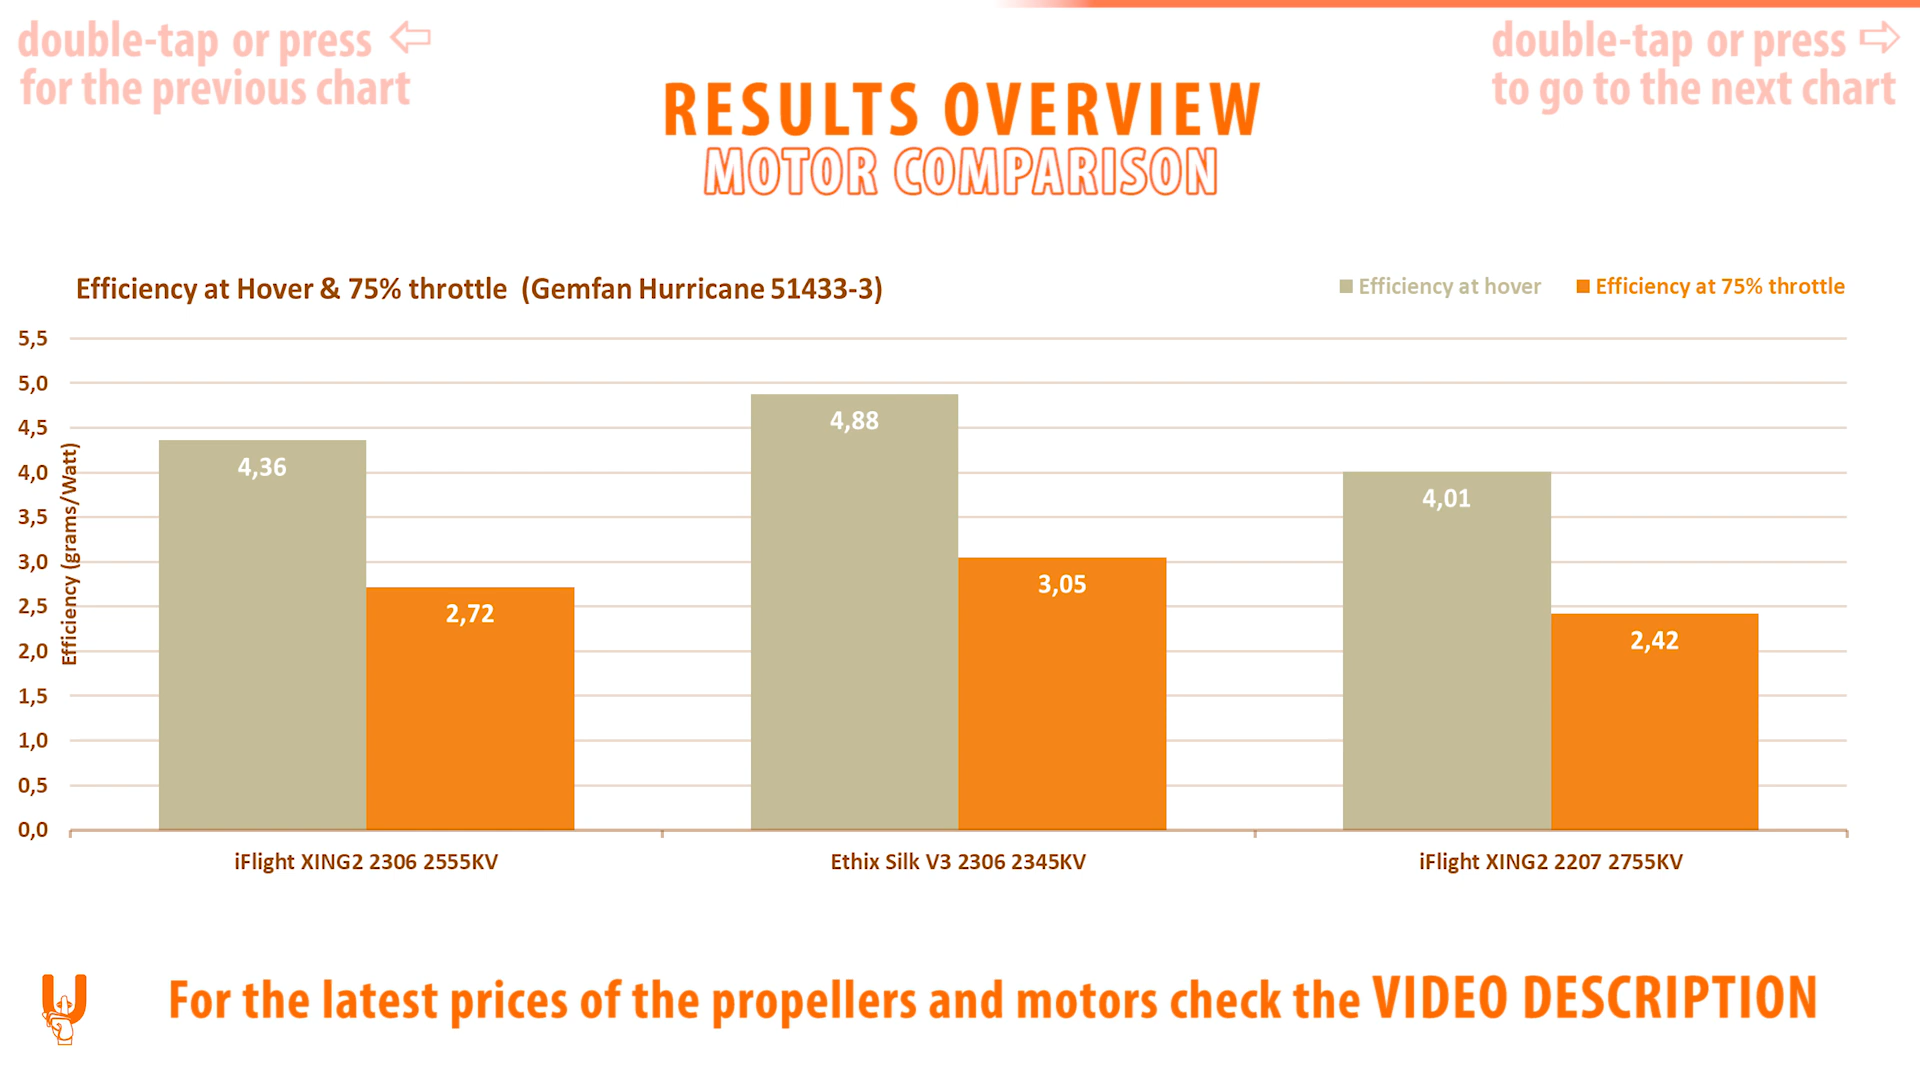 double-tap or press ⇦
for the previous chart
double-tap or press ⇨
to go to the next chart
RESULTS OVERVIEW
MOTOR COMPARISON
Efficiency at Hover & 75% throttle (Gemfan Hurricane 51433-3)
Efficiency at hover
Efficiency at 75% throttle
Efficiency (grams/Watt)
5,5
5,0
4,5
4,0
3,5
3,0
2,5
2,0
1,5
1,0
0,5
0,0
4,36
2,72
4,88
3,05
4,01
2,42
iFlight XING2 2306 2555KV
Ethix Silk V3 2306 2345KV
iFlight XING2 2207 2755KV
For the latest prices of the propellers and motors check the VIDEO DESCRIPTION